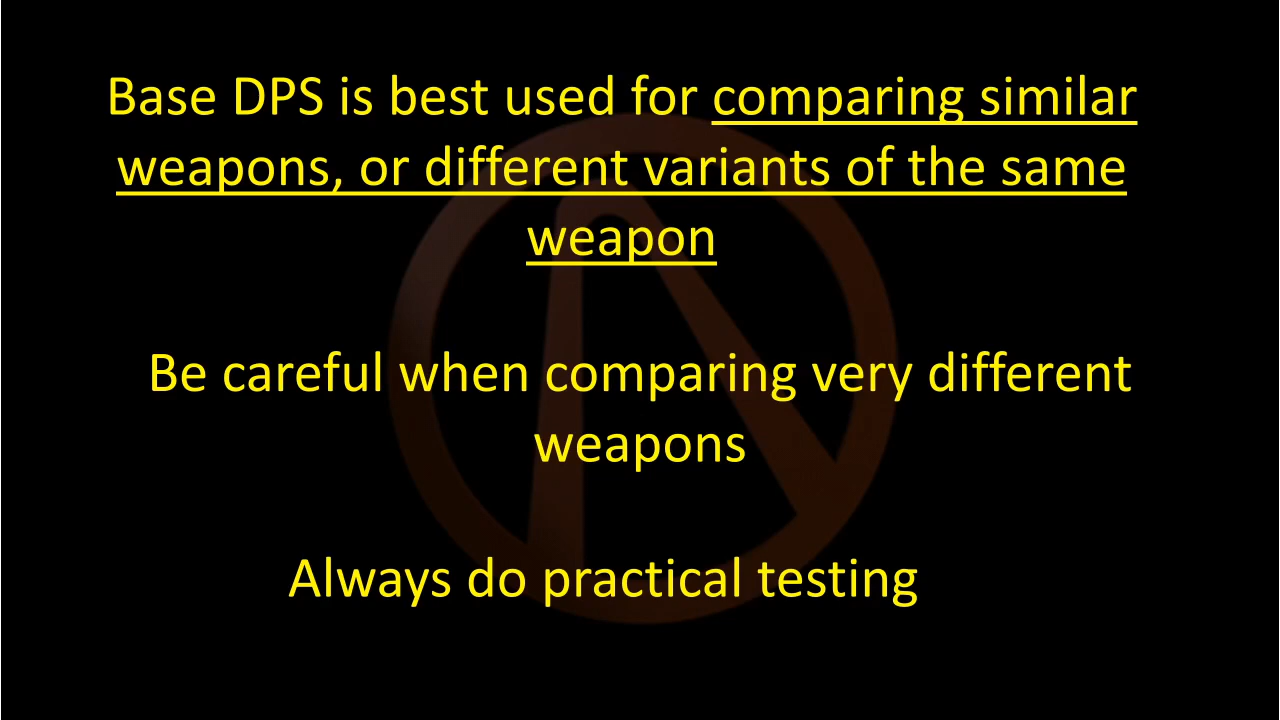 Base DPS is best used for comparing similar
weapons, or different variants of the same
weapon
Be careful when comparing very different
weapons
Always do practical testing